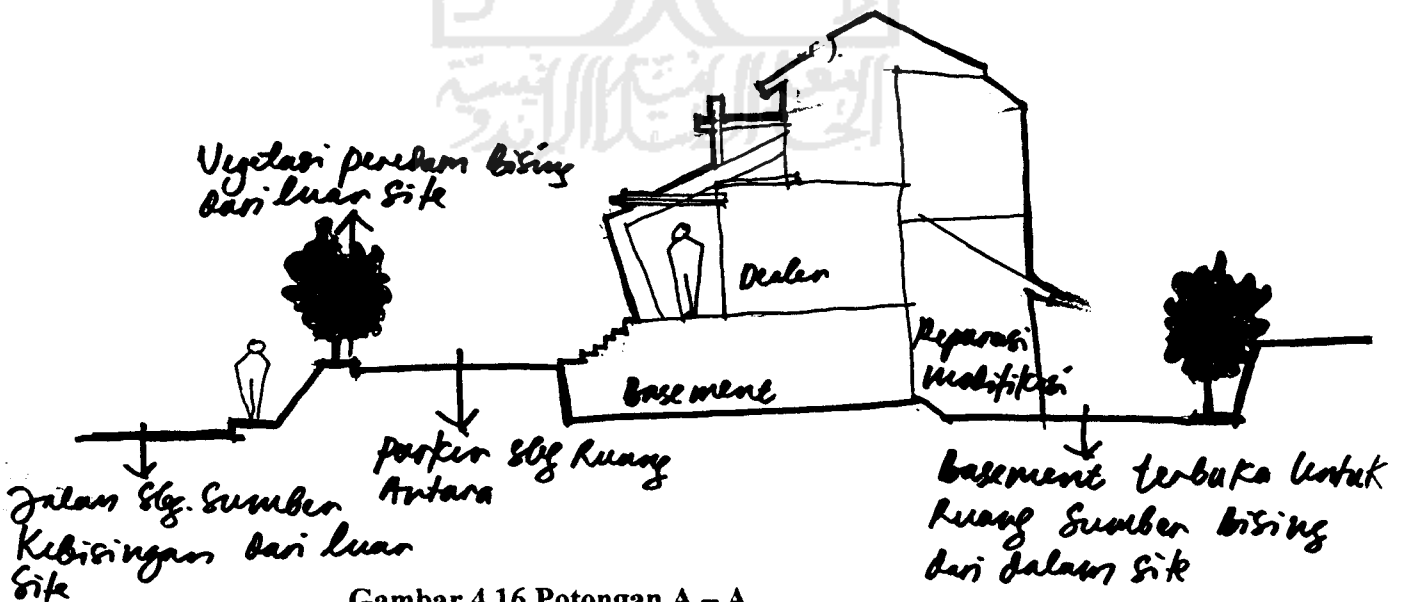 Vegetasi peredam bising
dari luar site
Dealer
Reparasi
modifikasi
Basement
parkir sbg Ruang
Antara
Jalan sbg. Sumber
Kebisingan dari luar
site
Basement terbuka untuk
Ruang Sumber bising
dari dalam site
Gambar 4.16 Potongan A – A